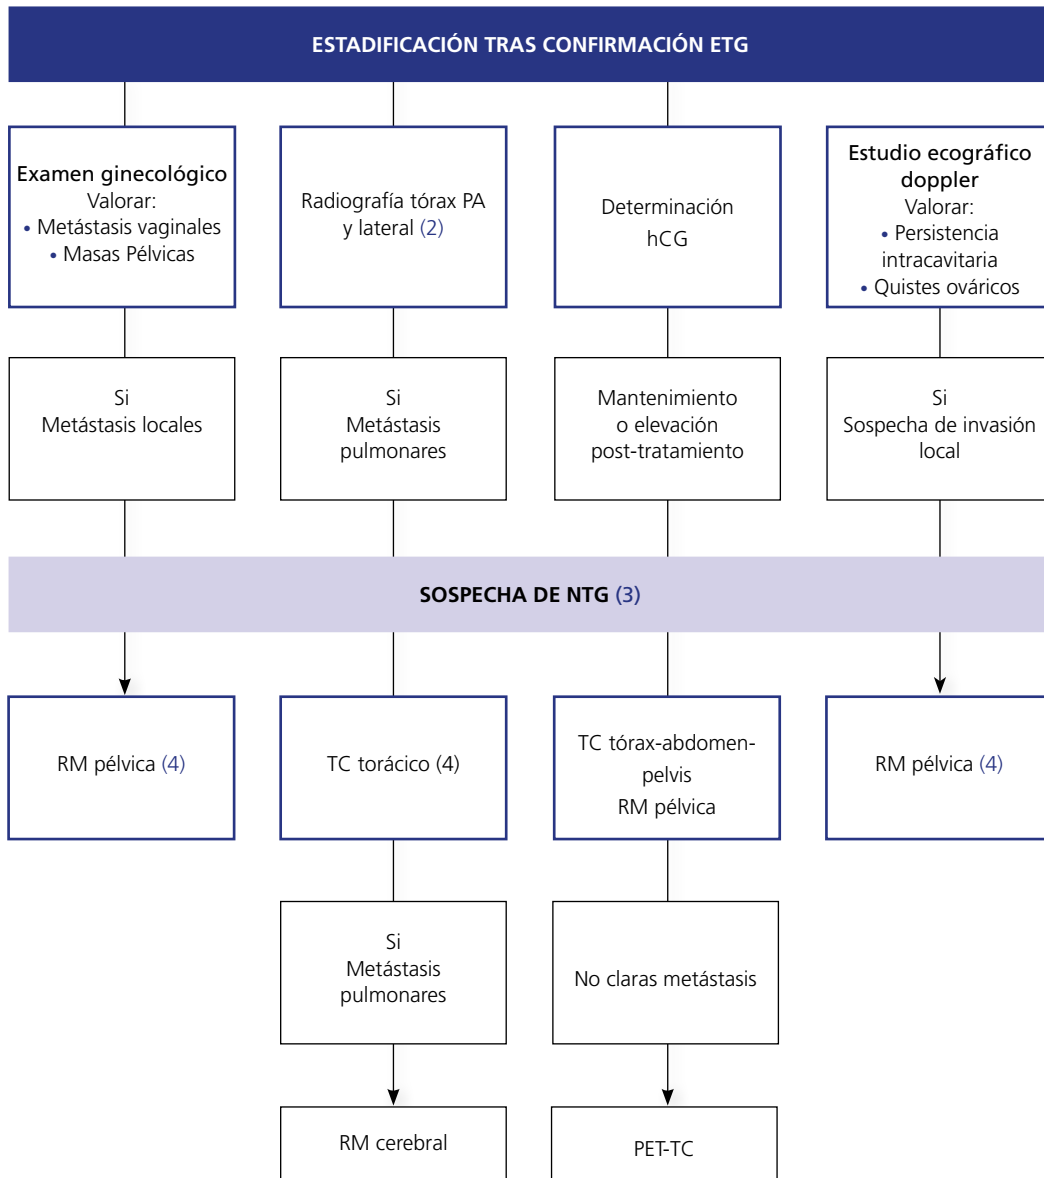 ESTADIFICACIÓN TRAS CONFIRMACIÓN ETG
Examen ginecológico
Valorar:
• Metástasis vaginales
• Masas Pélvicas
Radiografía tórax PA
y lateral (2)
Determinación
hCG
Estudio ecográfico
doppler
Valorar:
• Persistencia
intracavitaria
• Quistes ováricos
Si
Metástasis locales
Si
Metástasis
pulmonares
Mantenimiento
o elevación
post-tratamiento
Si
Sospecha de invasión
local
SOSPECHA DE NTG (3)
RM pélvica (4)
TC torácico (4)
TC tórax-abdomen-
pelvis
RM pélvica
RM pélvica (4)
Si
Metástasis
pulmonares
No claras metástasis
RM cerebral
PET-TC